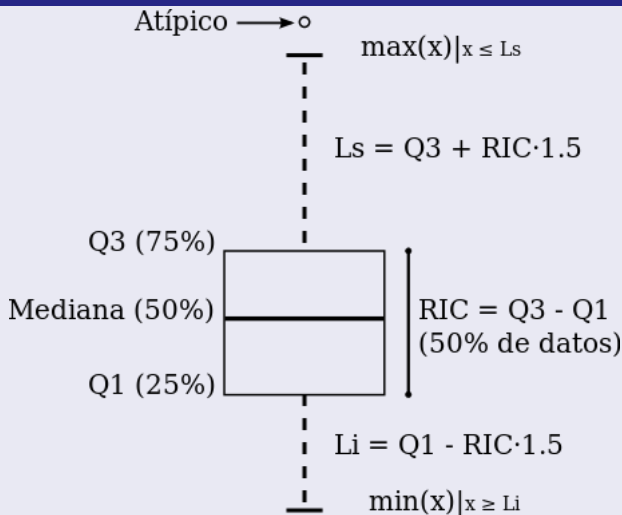 Atípico
max(x)|x ≤ Ls
Ls = Q3 + RIC·1.5
Q3 (75%)
Mediana (50%)
RIC = Q3 - Q1
(50% de datos)
Q1 (25%)
Li = Q1 - RIC·1.5
min(x)|x ≥ Li